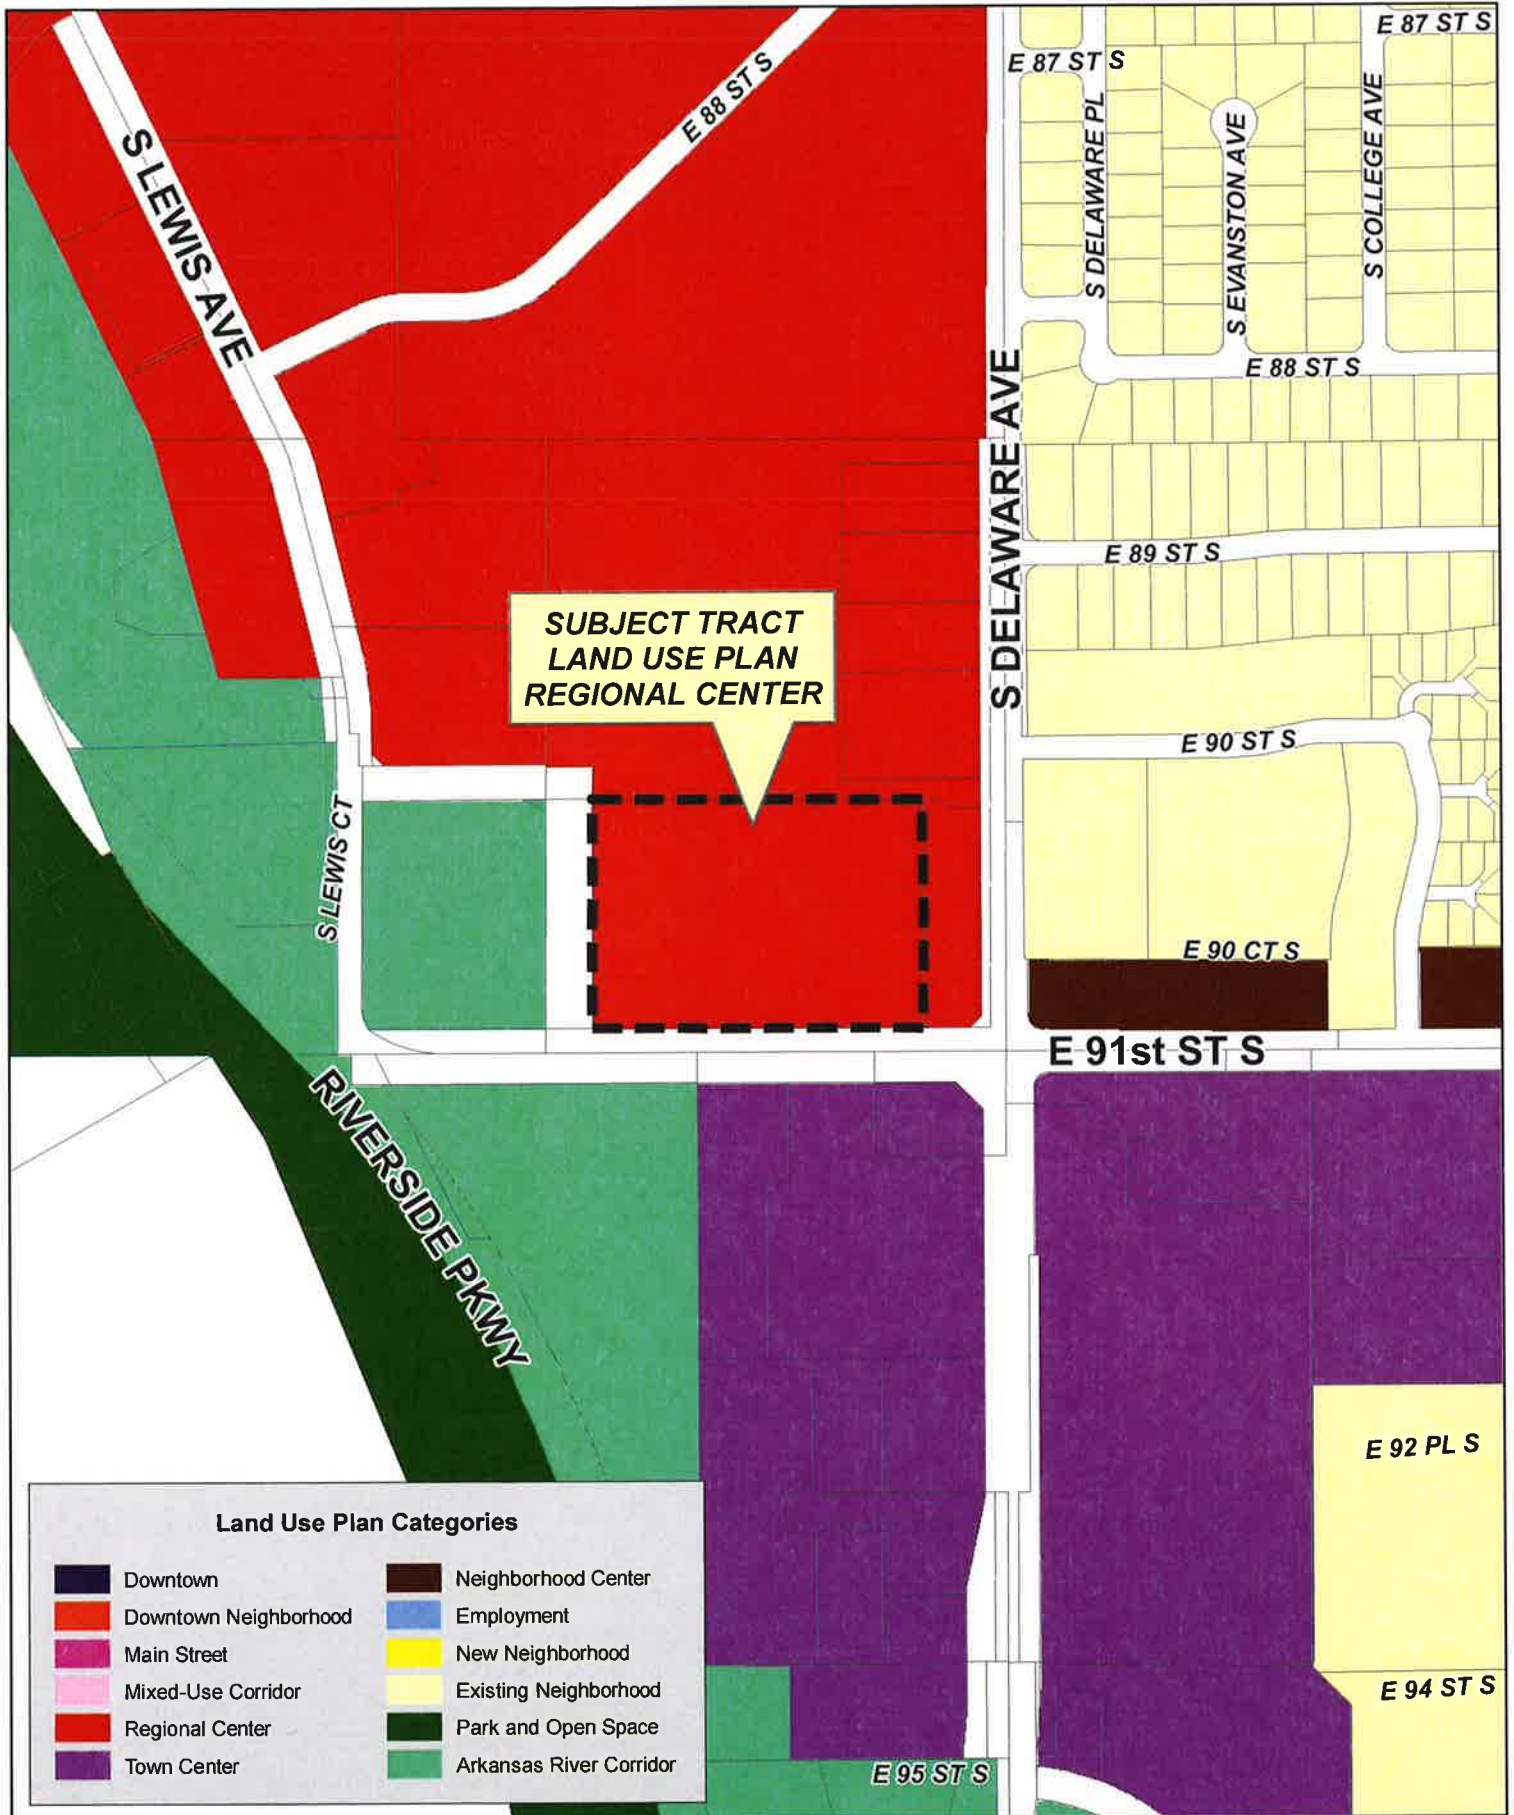 E 87 ST S
E 87 ST S
E 88 ST S
S LEWIS AVE
S DELAWARE PL
S EVANSTON AVE
S COLLEGE AVE
E 88 ST S
S DELAWARE AVE
E 89 ST S
SUBJECT TRACT
LAND USE PLAN
REGIONAL CENTER
E 90 ST S
S LEWIS CT
E 90 CT S
E 91st ST S
RIVERSIDE PKWY
E 92 PL S
E 94 ST S
E 95 ST S
Land Use Plan Categories
Downtown
Downtown Neighborhood
Main Street
Mixed-Use Corridor
Regional Center
Town Center
Neighborhood Center
Employment
New Neighborhood
Existing Neighborhood
Park and Open Space
Arkansas River Corridor